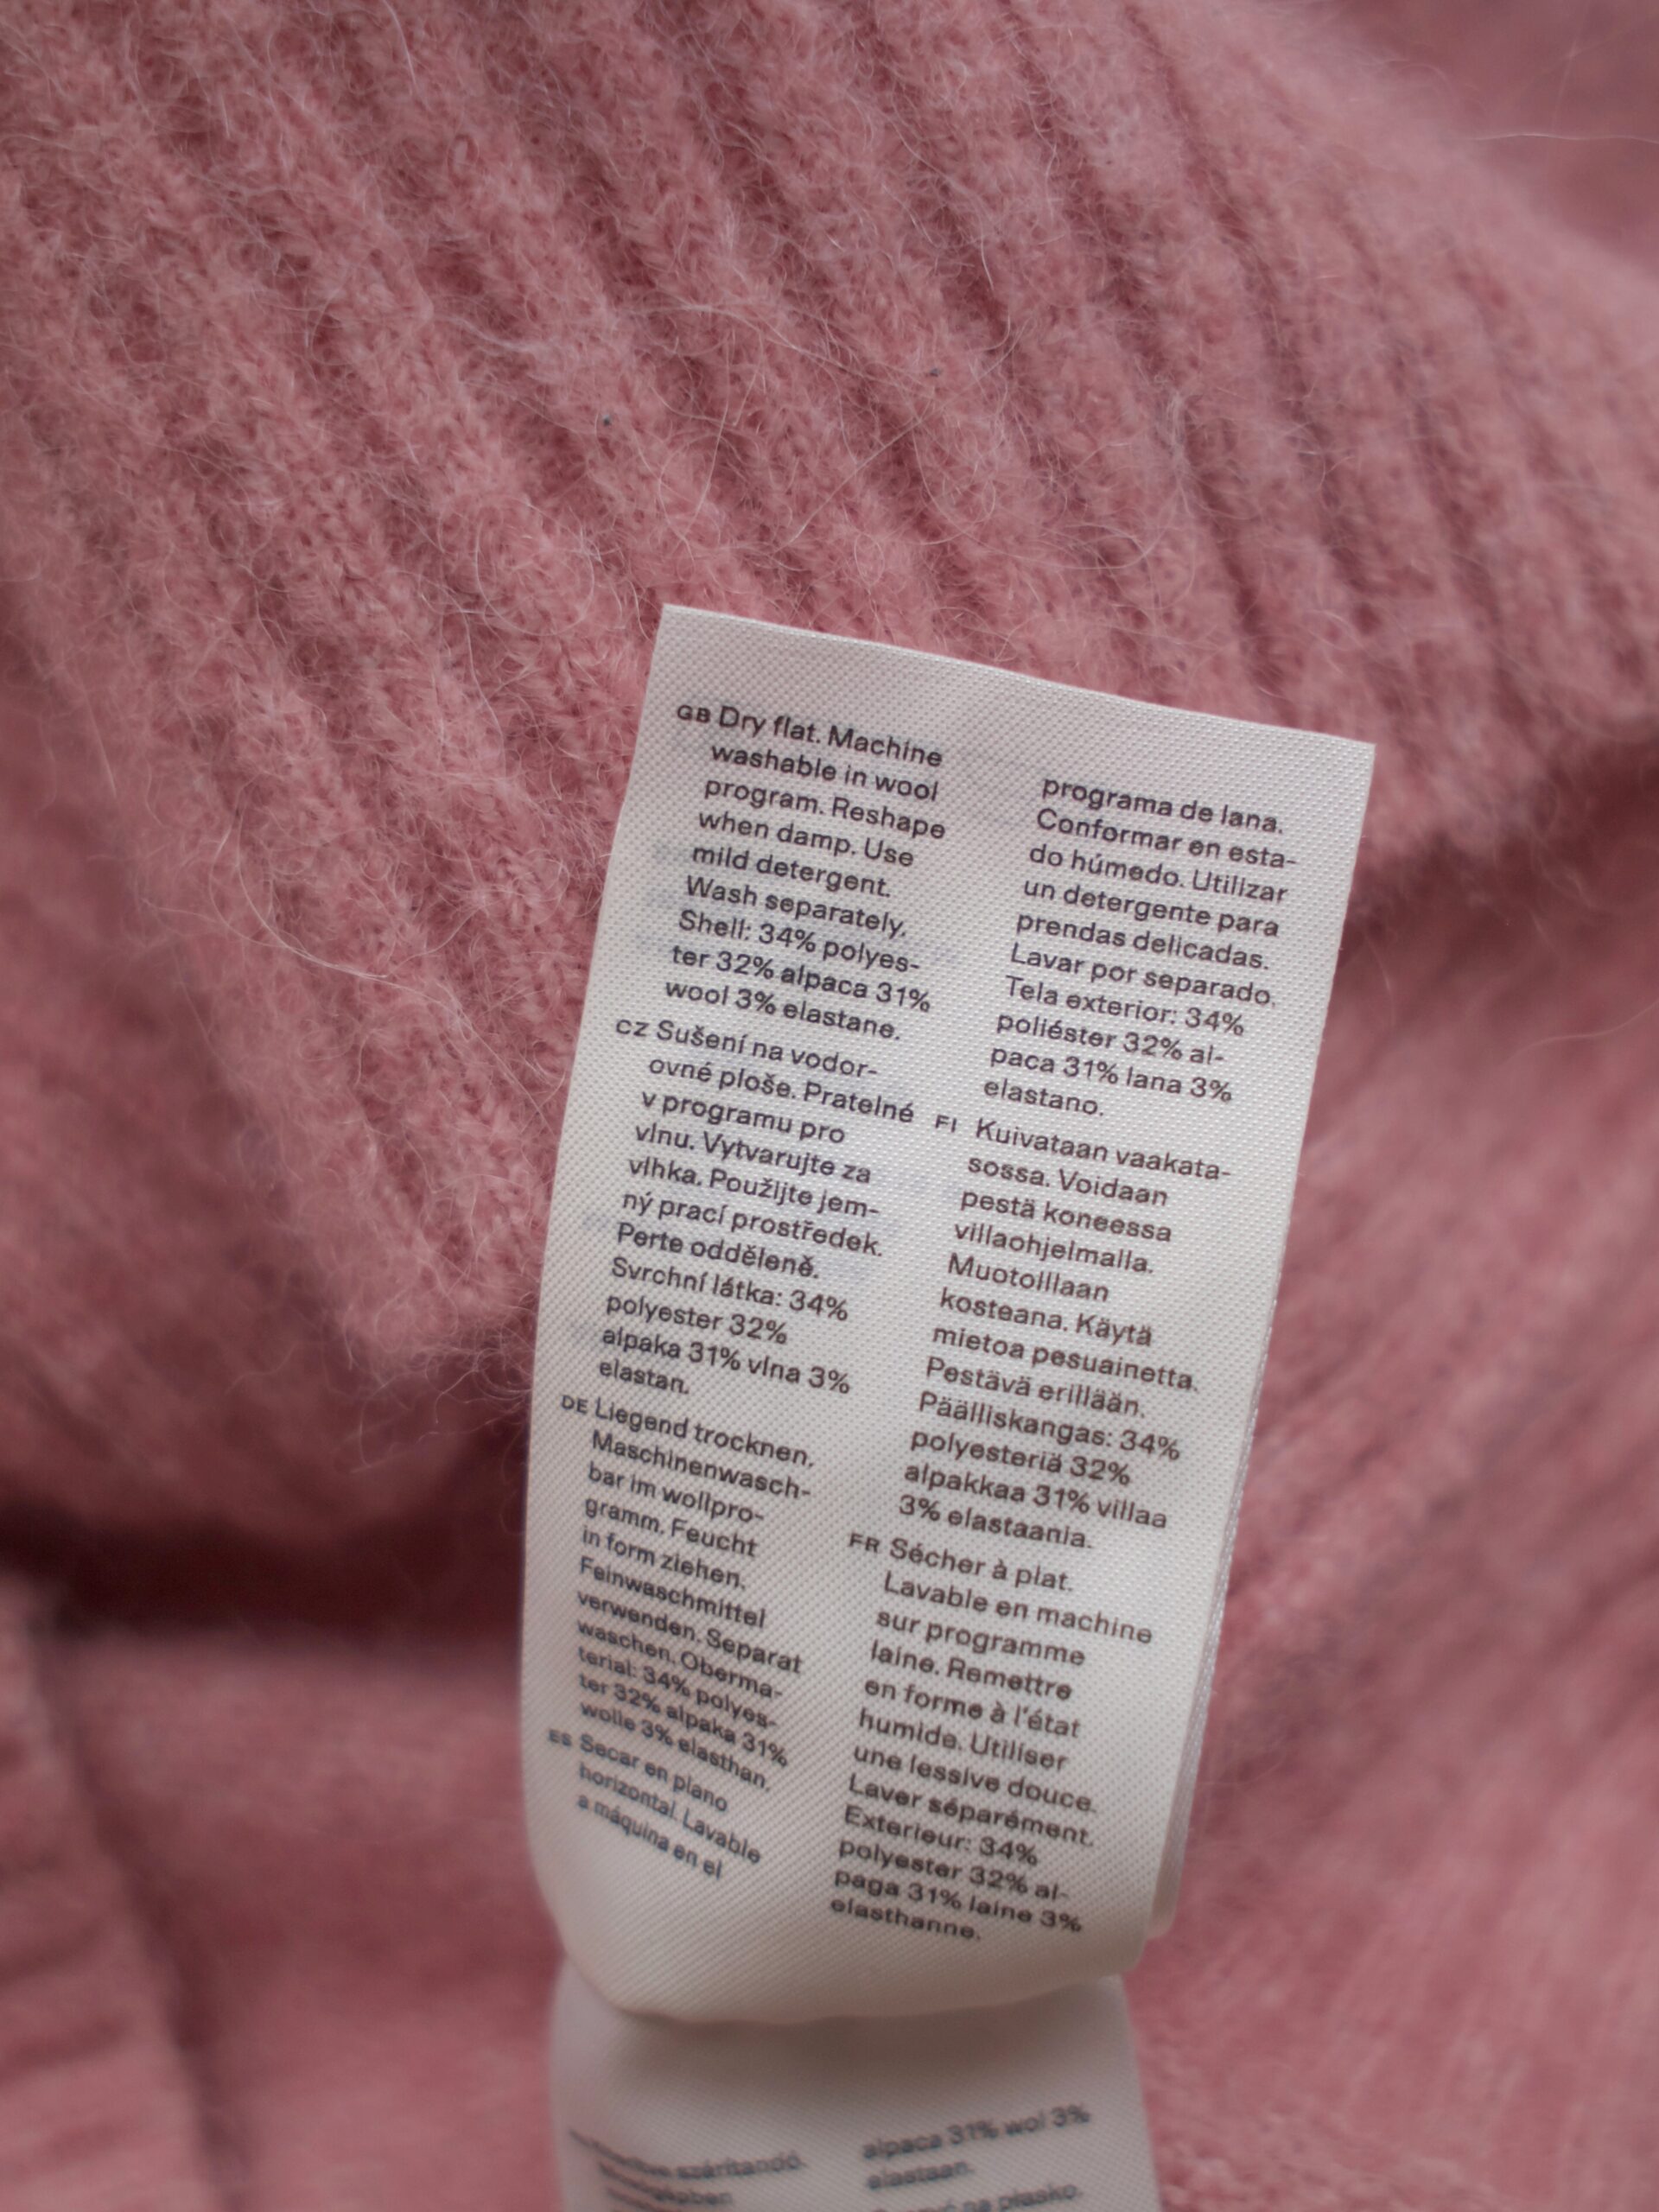 GB Dry flat. Machine
washable in wool
program. Reshape
when damp. Use
mild detergent.
Wash separately.
Shell: 34% polyes-
ter 32% alpaca 31%
wool 3% elastane.
CZ Sušení na vodor-
ovné ploše. Pratelné
v programu pro
vlnu. Vytvarujte za
vlhka. Použijte jem-
ný prací prostředek.
Perte odděleně.
Svrchní látka: 34%
polyester 32%
alpaka 31% vlna 3%
elastan.
DE Liegend trocknen.
Maschinenwasch-
bar im wollpro-
gramm. Feucht
in form ziehen.
Feinwaschmittel
verwenden. Separat
waschen. Oberma-
terial: 34% polyes-
ter 32% alpaka 31%
wolle 3% elasthan.
ES Secar en plano
horizontal. Lavable
a máquina en el
programa de lana.
Conformar en esta-
do húmedo. Utilizar
un detergente para
prendas delicadas.
Lavar por separado.
Tela exterior: 34%
poliéster 32% al-
paca 31% lana 3%
elastano.
FI Kuivataan vaakata-
sossa. Voidaan
pestä koneessa
villaohjelmalla.
Muotoillaan
kosteana. Käytä
mietoa pesuainetta.
Pestävä erillään.
Päälliskangas: 34%
polyesteriä 32%
alpakkaa 31% villaa
3% elastaania.
FR Sécher à plat.
Lavable en machine
sur programme
laine. Remettre
en forme à l'état
humide. Utiliser
une lessive douce.
Laver séparément.
Exterieur: 34%
polyester 32% al-
paga 31% laine 3%
elasthanne.
szárítandó.
alpaca 31% wol 3%
elastaan.
na płasko.